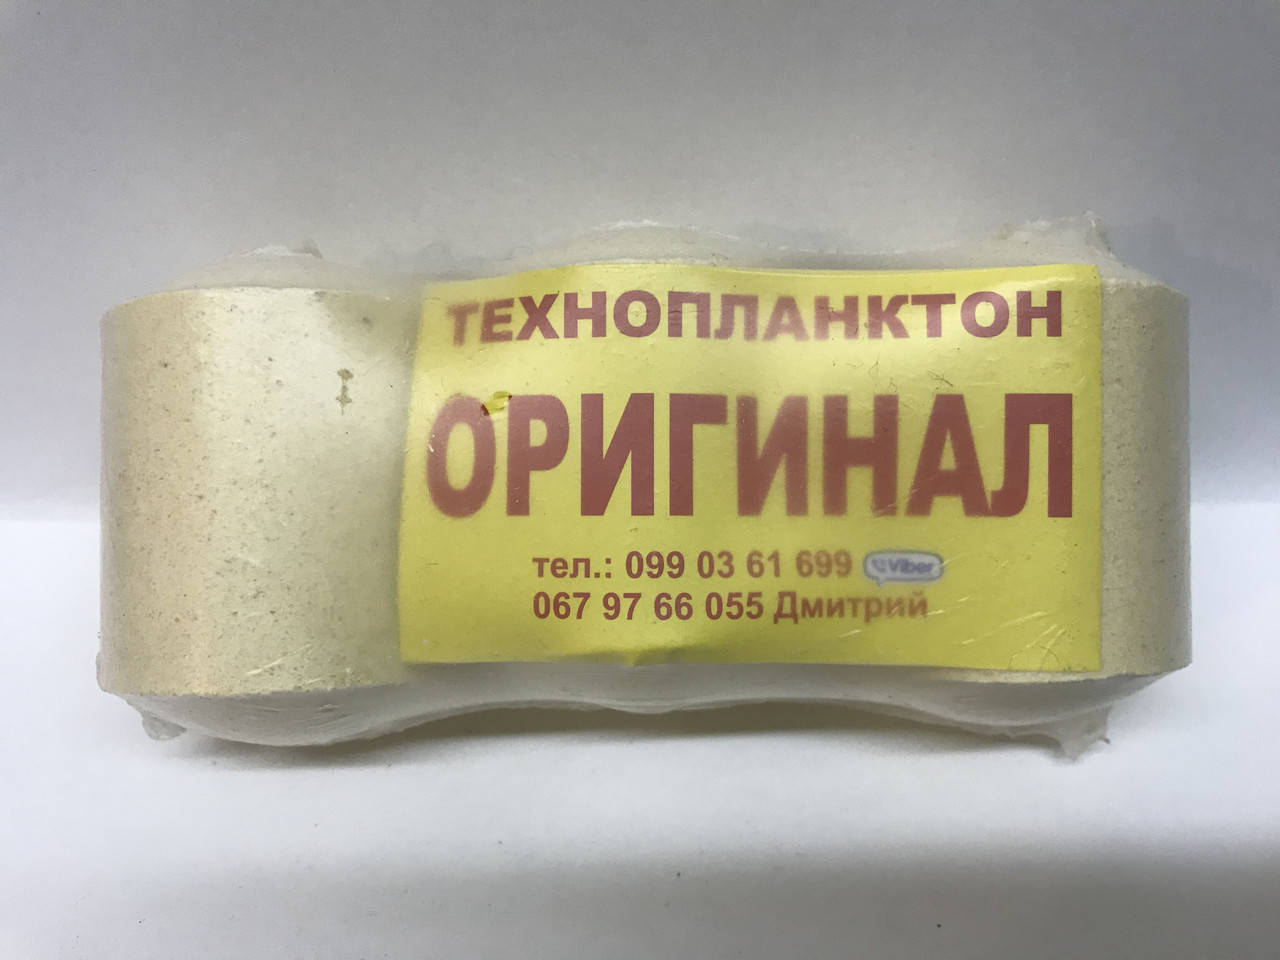 ТЕХНОПЛАНКТОН
ОРИГИНАЛ
тел.: 099 03 61 699 Viber
067 97 66 055 Дмитрий